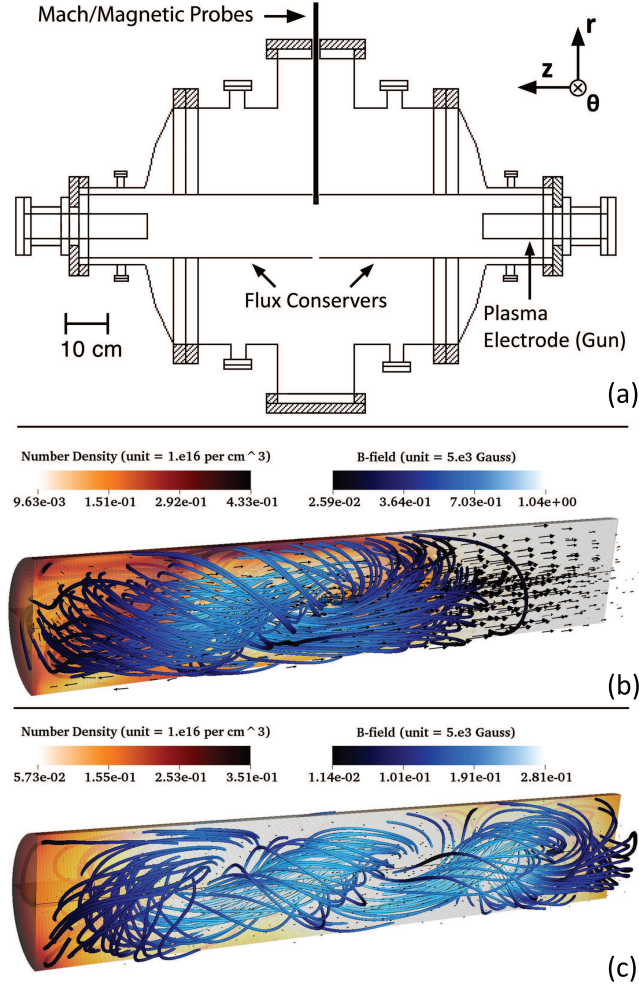 Mach/Magnetic Probes
r
z
θ
Flux Conservers
Plasma
Electrode (Gun)
10 cm
(a)
Number Density (unit = 1.e16 per cm^3)
B-field (unit = 5.e3 Gauss)
9.63e-03 1.51e-01 2.92e-01 4.33e-01
2.59e-02 3.64e-01 7.03e-01 1.04e+00
(b)
Number Density (unit = 1.e16 per cm^3)
B-field (unit = 5.e3 Gauss)
5.73e-02 1.55e-01 2.53e-01 3.51e-01
1.14e-02 1.01e-01 1.91e-01 2.81e-01
(c)